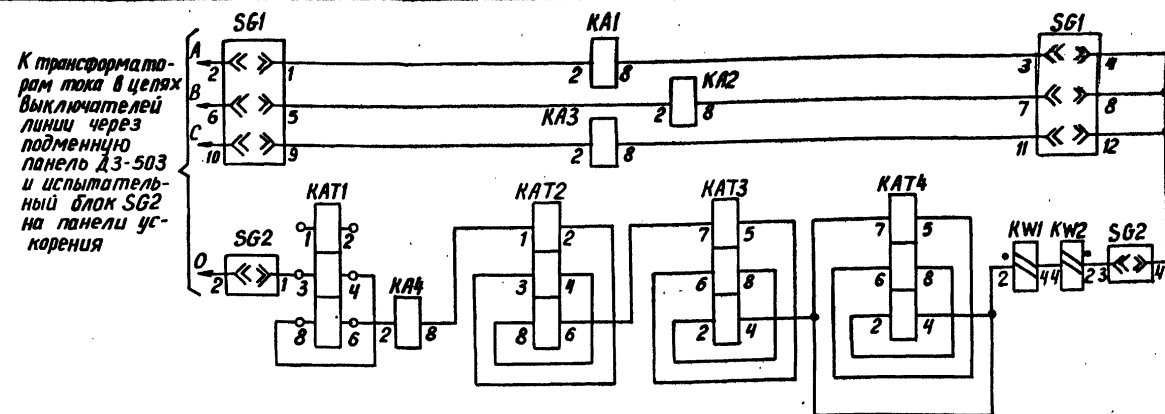 К трансформато-
рам тока в цепях
выключателей
линии через
подменную
панель ДЗ-503
и испытатель-
ный блок SG2
на панели ус-
корения
A
B
C
O
SG1
2 1
6 5
10 9
KA1
2 8
KA2
2 8
KA3
2 8
SG1
3 4
7 8
11 12
SG2
2 1
KAT1
1 2
3 4
8 6
KA4
2 8
KAT2
1 2
3 4
8 6
KAT3
7 5
6 8
2 4
KAT4
7 5
6 8
2 4
KW1 KW2
2 4 4 2
SG2
3 4